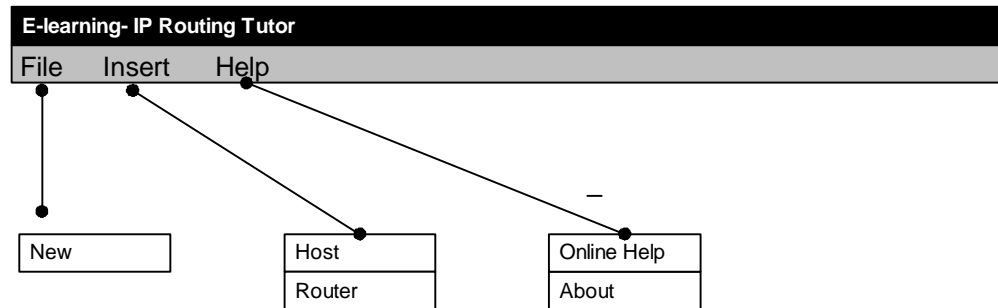 E-learning- IP Routing Tutor
File Insert Help
–
New
Host
Router
Online Help
About